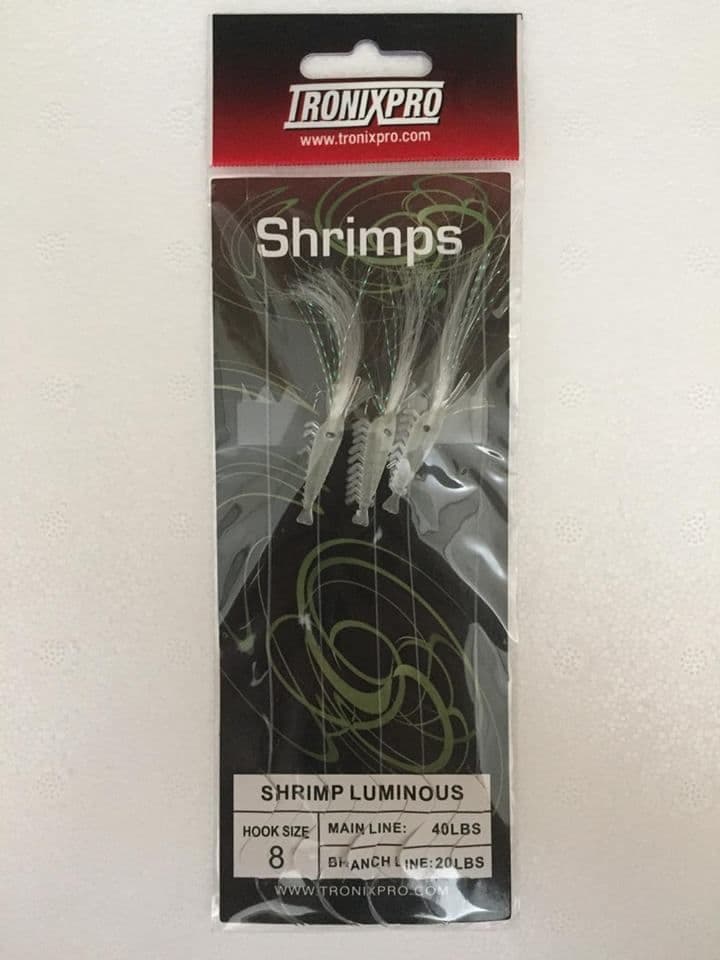 TRONIXPRO
www.tronixpro.com
Shrimps
SHRIMP LUMINOUS
HOOK SIZE
8
MAIN LINE: 40LBS
BRANCH LINE: 20LBS
WWW.TRONIXPRO.COM